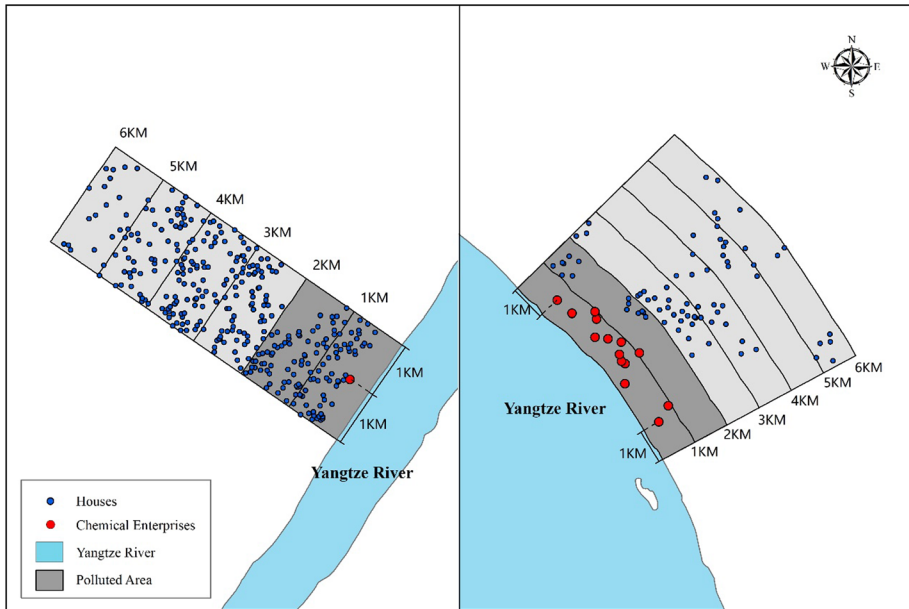 6KM
5KM
4KM
3KM
2KM
1KM
1KM
1KM
Yangtze River
Houses
Chemical Enterprises
Yangtze River
Polluted Area
N
W E
S
1KM
Yangtze River
1KM
1KM
2KM
3KM
4KM
5KM
6KM